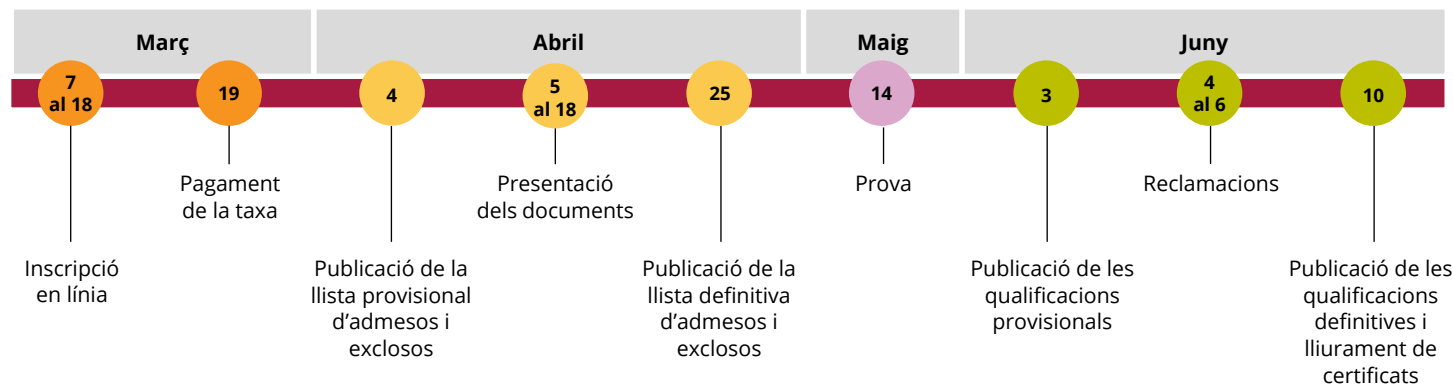 Març
Abril
Maig
Juny
7
al 18
19
4
5
al 18
25
14
3
4
al 6
10
Pagament
de la taxa
Presentació
dels documents
Prova
Reclamacions
Inscripció
en línia
Publicació de la
llista provisional
d'admesos i
exclosos
Publicació de la
llista definitiva
d'admesos i
exclosos
Publicació de les
qualificacions
provisionals
Publicació de les
qualificacions
definitives i
lliurament de
certificats